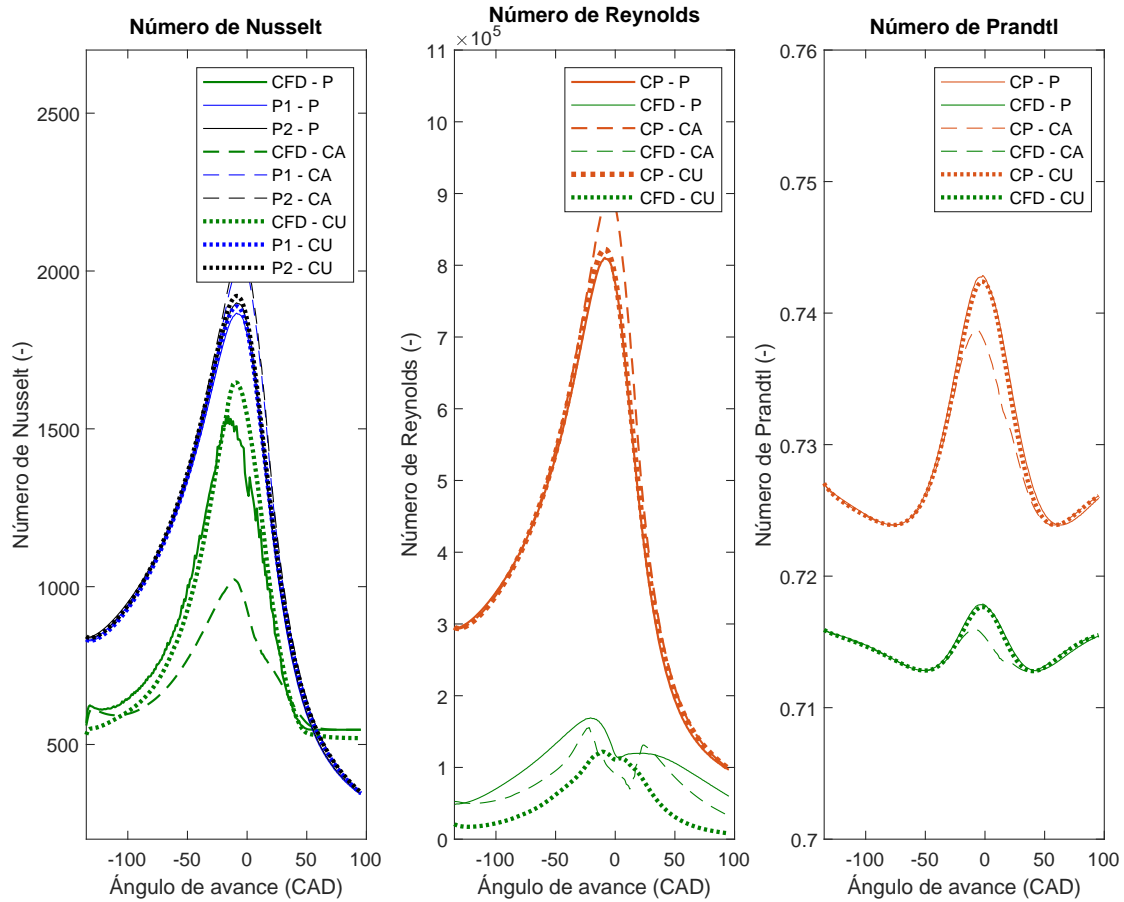 Número de Nusselt
Número de Nusselt (-)
2500
2000
1500
1000
500
CFD - P
P1 - P
P2 - P
CFD - CA
P1 - CA
P2 - CA
CFD - CU
P1 - CU
P2 - CU
-100 -50 0 50 100
Ángulo de avance (CAD)
Número de Reynolds
×10⁵
Número de Reynolds (-)
11
10
9
8
7
6
5
4
3
2
1
0
CP - P
CFD - P
CP - CA
CFD - CA
CP - CU
CFD - CU
-100 -50 0 50 100
Ángulo de avance (CAD)
Número de Prandtl
Número de Prandtl (-)
0.76
0.75
0.74
0.73
0.72
0.71
0.7
CP - P
CFD - P
CP - CA
CFD - CA
CP - CU
CFD - CU
-100 -50 0 50 100
Ángulo de avance (CAD)